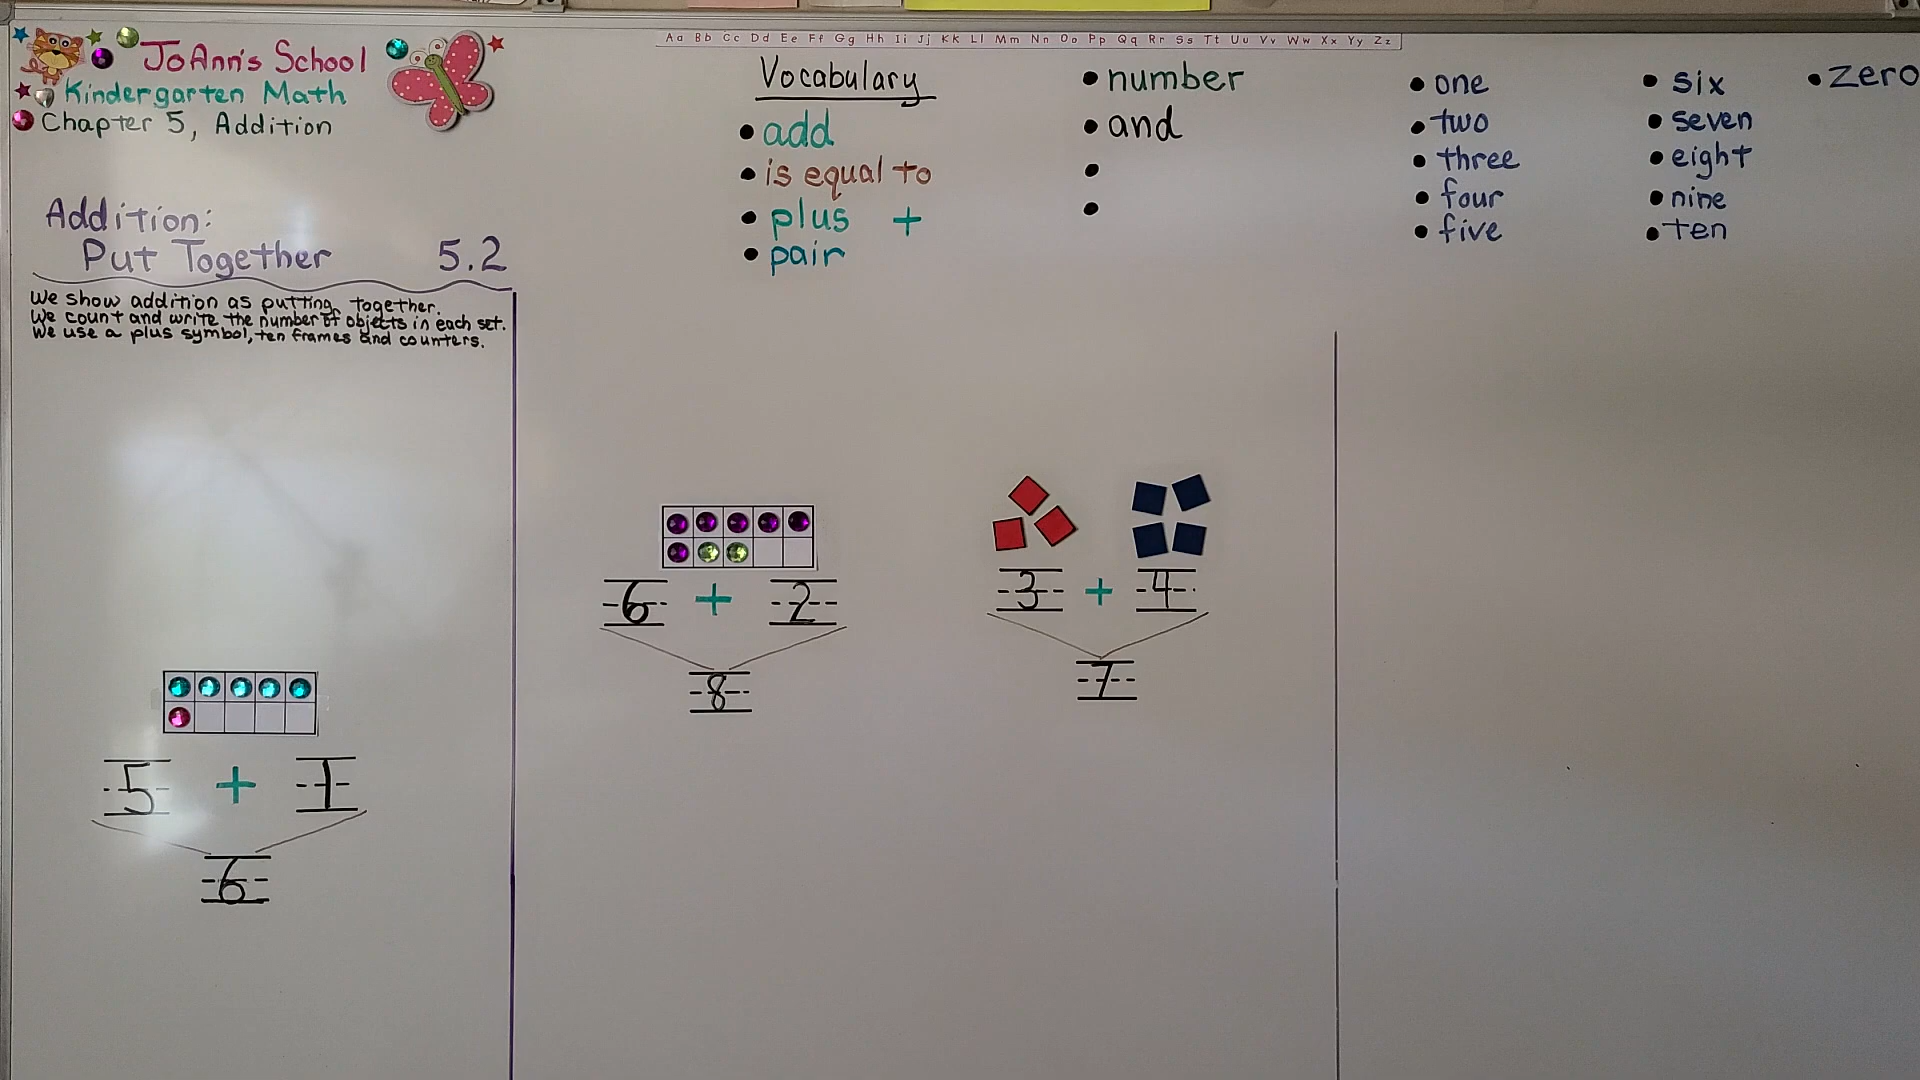 JoAnn's School
Kindergarten Math
Chapter 5, Addition
Addition:
Put Together 5.2
We show addition as putting together.
We count and write the number of objects in each set.
We use a plus symbol, ten frames and counters.
5 + 1
6
Aa Bb Cc Dd Ee Ff Gg Hh Ii Jj Kk Ll Mm Nn Oo Pp Qq Rr Ss Tt Uu Vv Ww Xx Yy Zz
Vocabulary
• add
• is equal to
• plus +
• pair
• number
• and
•
•
• one
• two
• three
• four
• five
• six
• seven
• eight
• nine
• ten
• zero
6 + 2
8
3 + 4
7